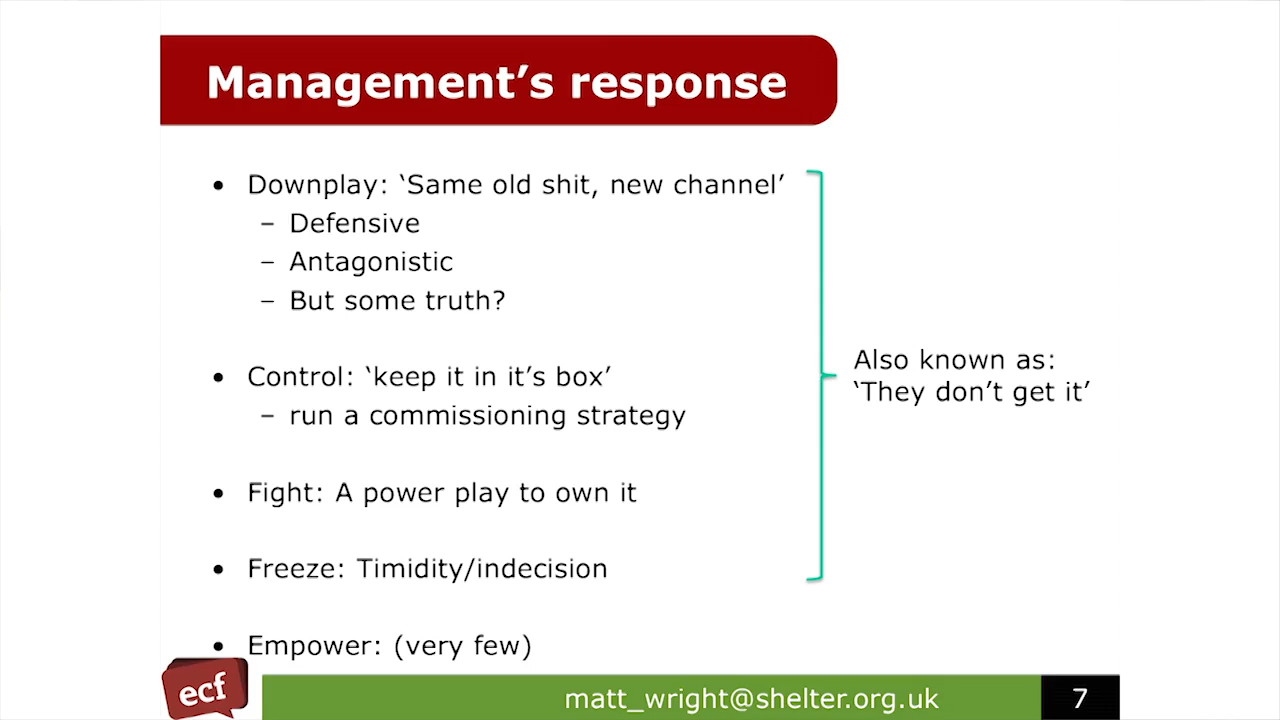 Management’s response
• Downplay: ‘Same old shit, new channel’
– Defensive
– Antagonistic
– But some truth?
• Control: ‘keep it in it’s box’
– run a commissioning strategy
• Fight: A power play to own it
• Freeze: Timidity/indecision
• Empower: (very few)
Also known as:
‘They don’t get it’
ecf
matt_wright@shelter.org.uk
7